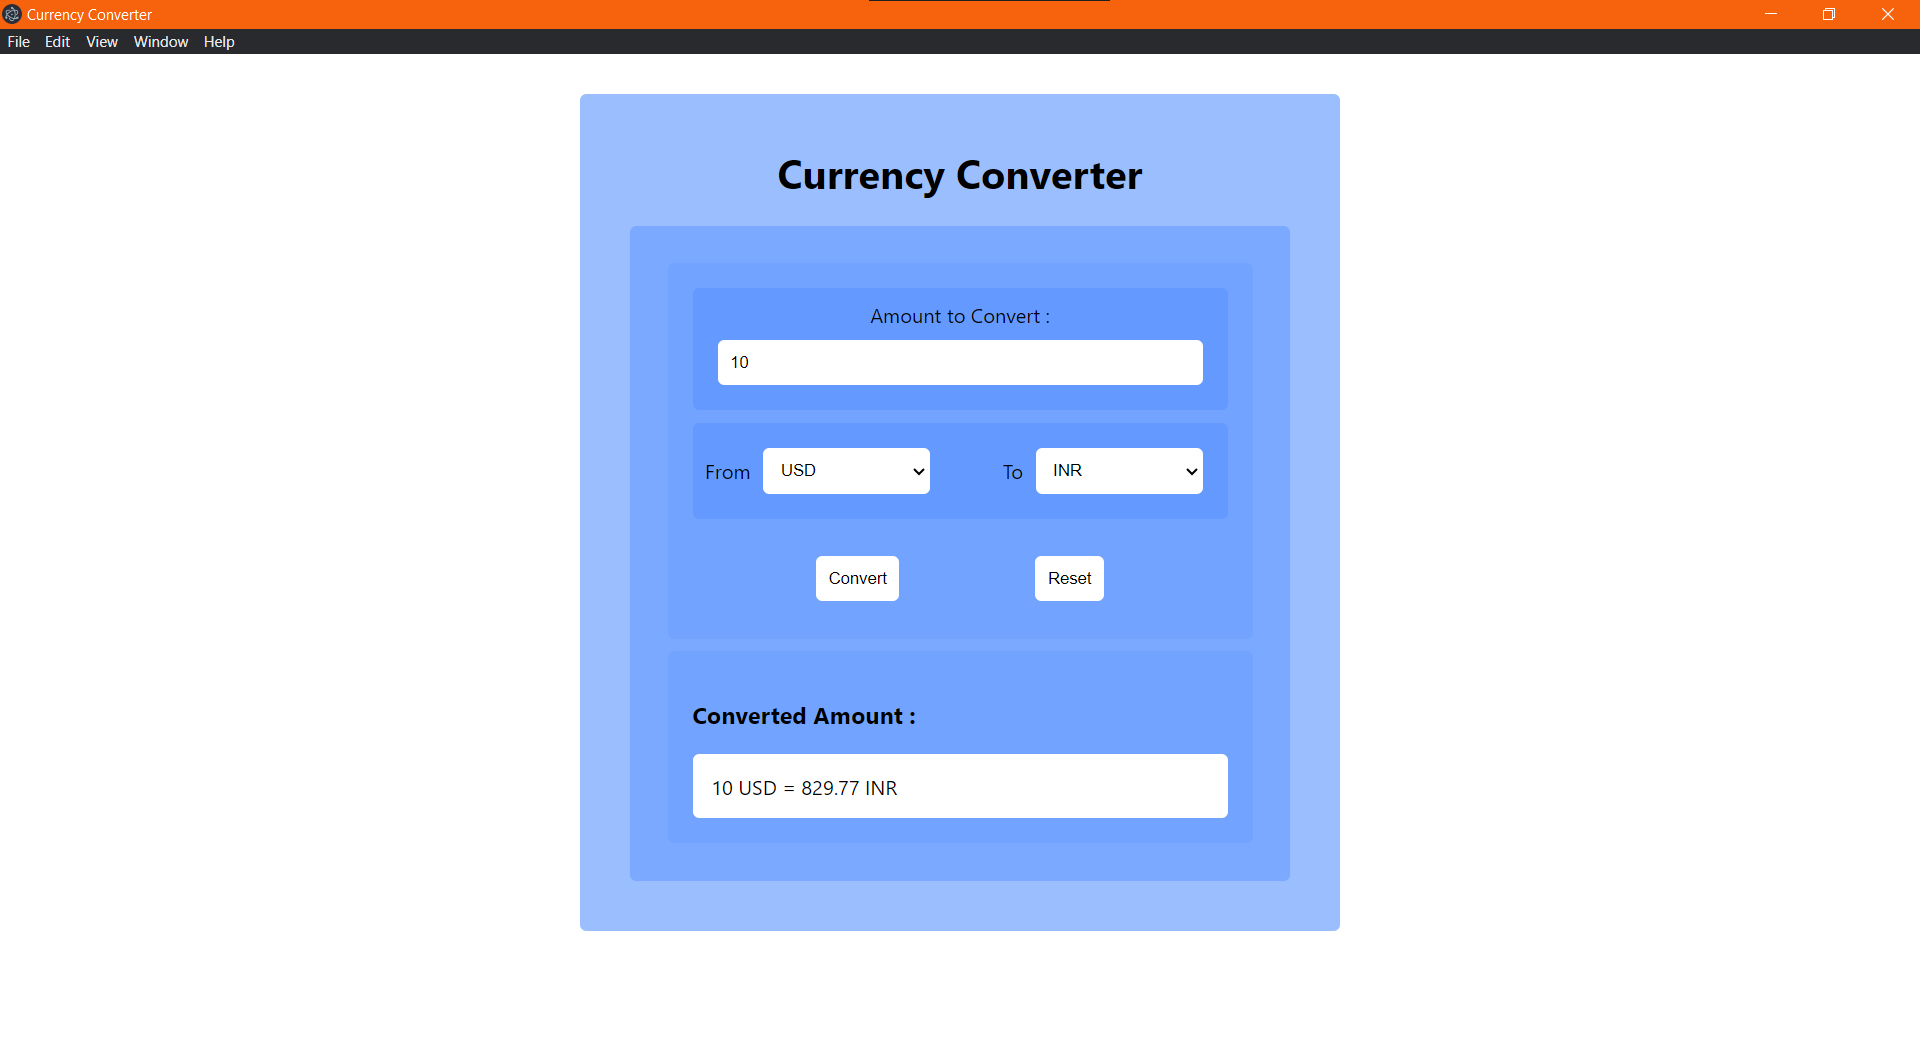 Currency Converter
File Edit View Window Help
Currency Converter
Amount to Convert :
10
From USD To INR
Convert Reset
Converted Amount :
10 USD = 829.77 INR